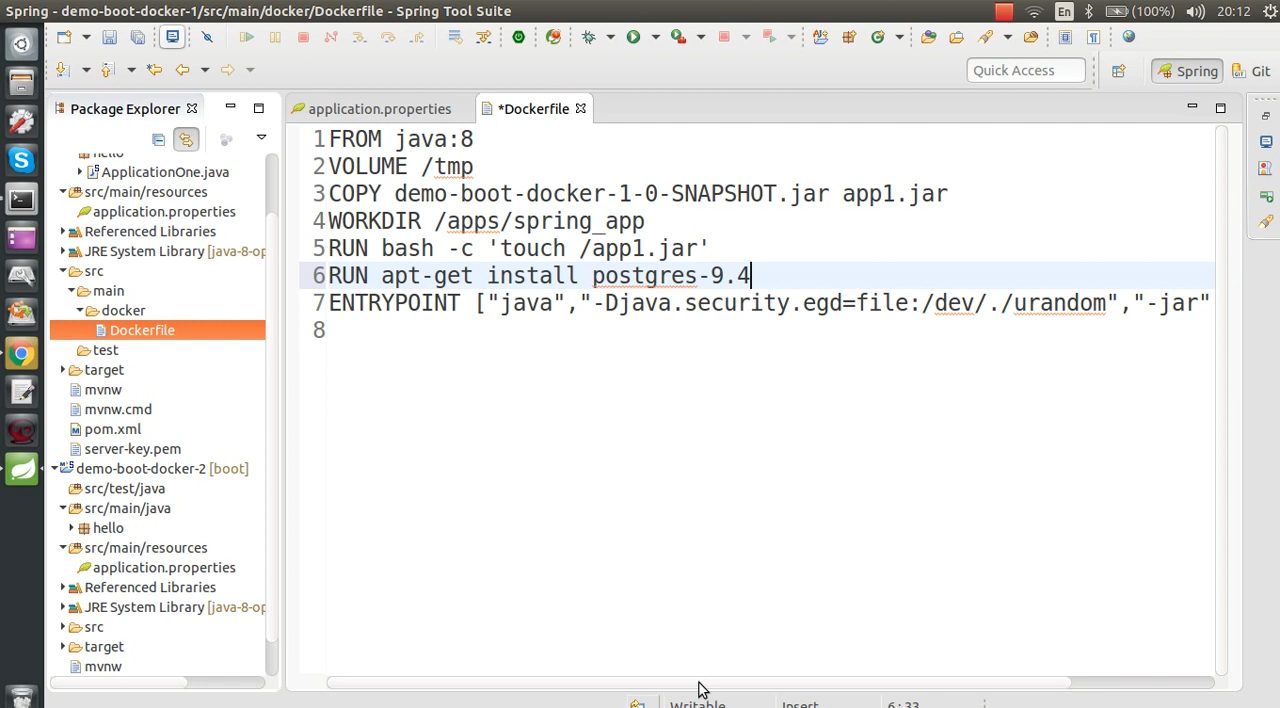 Spring - demo-boot-docker-1/src/main/docker/Dockerfile - Spring Tool Suite
En
(100%)
20:12
Quick Access
Spring
Git
Package Explorer
application.properties
*Dockerfile
hello
ApplicationOne.java
src/main/resources
application.properties
Referenced Libraries
JRE System Library [java-8-op
src
main
docker
Dockerfile
test
target
mvnw
mvnw.cmd
pom.xml
server-key.pem
demo-boot-docker-2 [boot]
src/test/java
src/main/java
hello
src/main/resources
application.properties
Referenced Libraries
JRE System Library [java-8-op
src
target
mvnw
1 FROM java:8
2 VOLUME /tmp
3 COPY demo-boot-docker-1-0-SNAPSHOT.jar app1.jar
4 WORKDIR /apps/spring_app
5 RUN bash -c 'touch /app1.jar'
6 RUN apt-get install postgres-9.4
7 ENTRYPOINT ["java","-Djava.security.egd=file:/dev/./urandom","-jar"
8
Writable
Insert
6 : 33